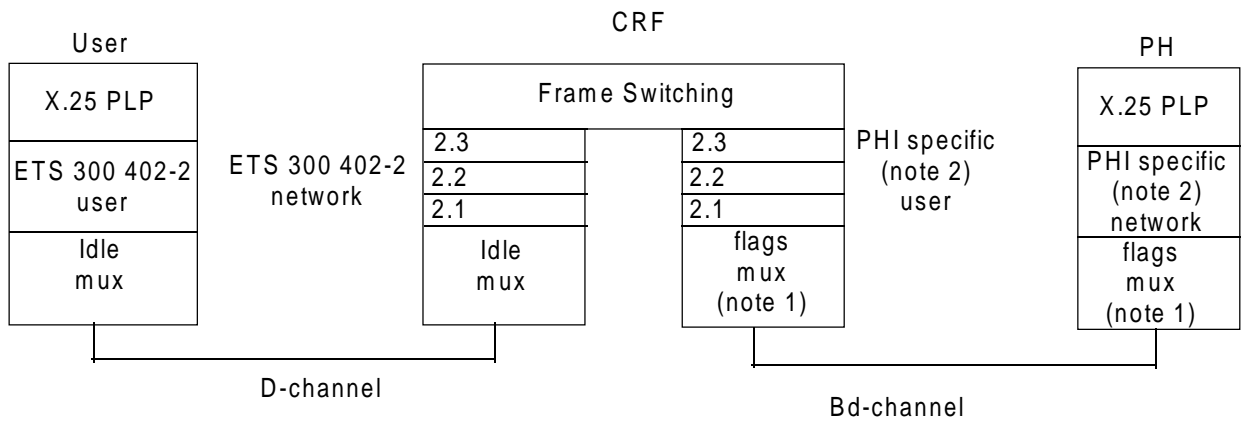 CRF
User
PH
X.25 PLP
Frame Switching
X.25 PLP
ETS 300 402-2
user
ETS 300 402-2
network
2.3
2.2
2.1
2.3
2.2
2.1
PHI specific
(note 2)
user
PHI specific
(note 2)
network
Idle
mux
Idle
mux
flags
mux
(note 1)
flags
mux
(note 1)
D-channel
Bd-channel